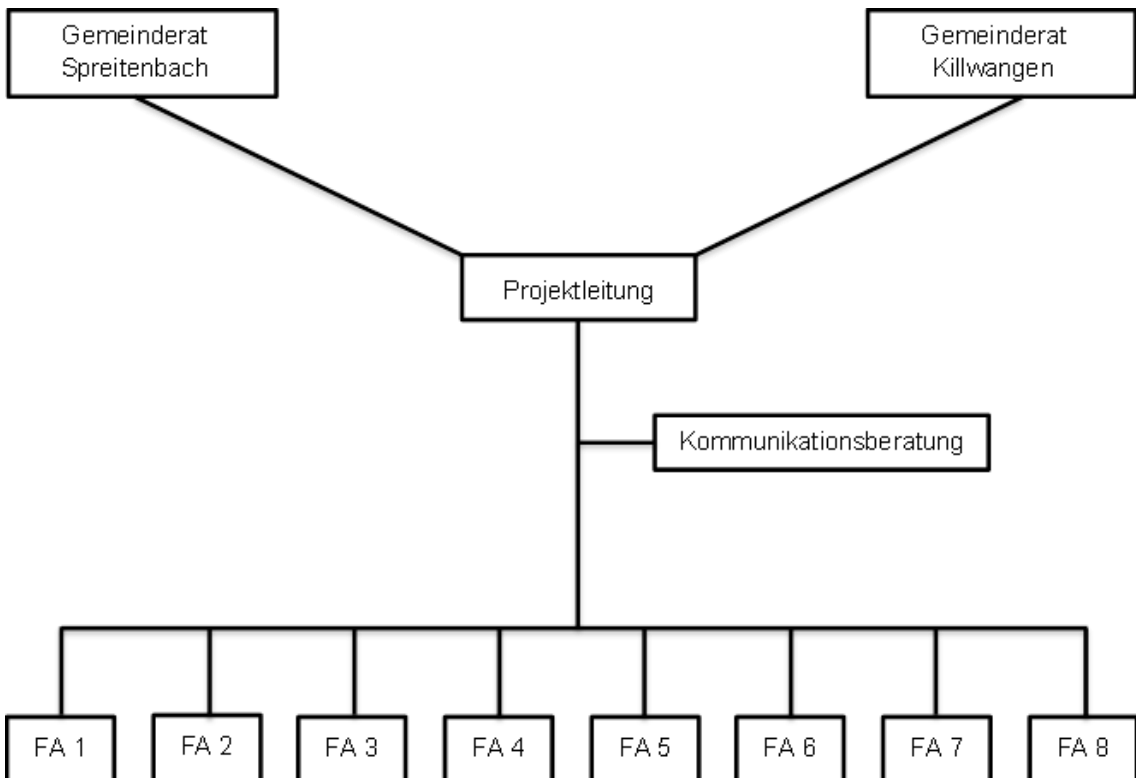 Gemeinderat
Spreitenbach
Gemeinderat
Killwangen
Projektleitung
Kommunikationsberatung
FA 1
FA 2
FA 3
FA 4
FA 5
FA 6
FA 7
FA 8